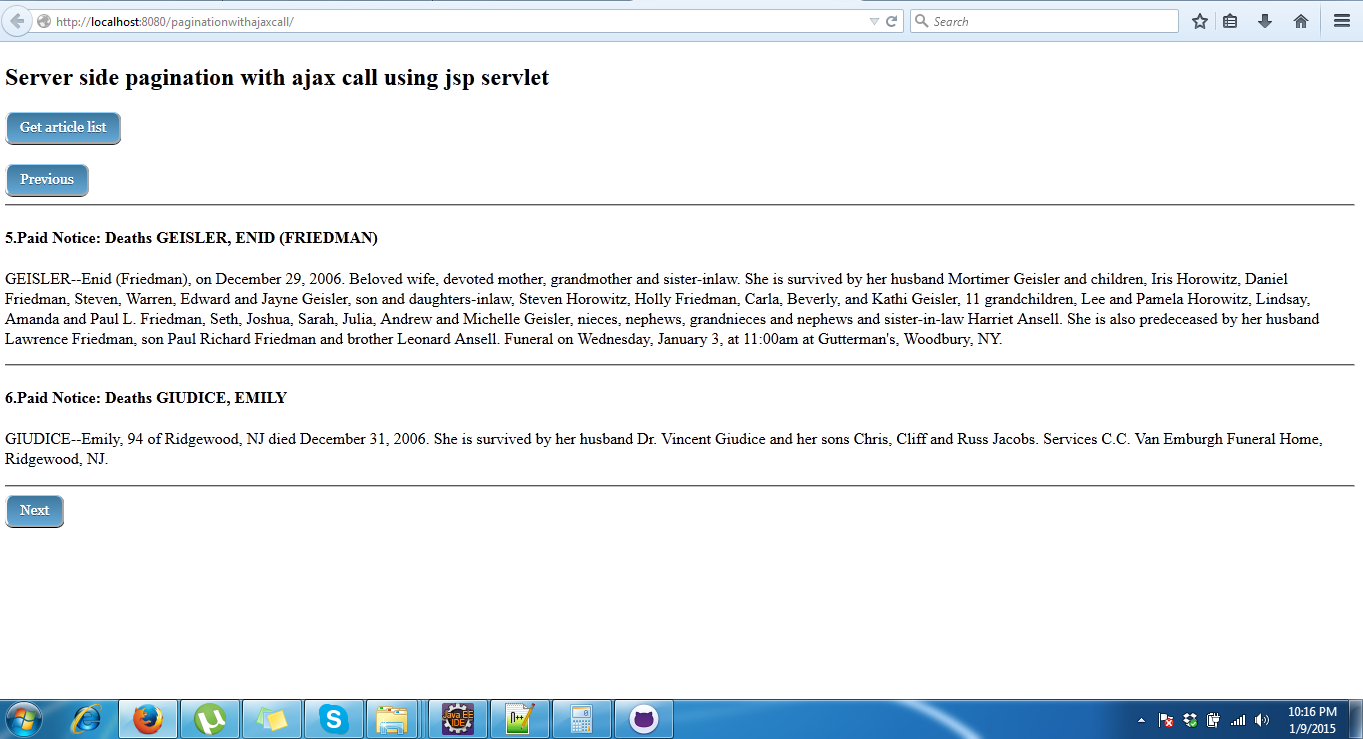 http://localhost:8080/paginationwithajaxcall/
Search
Server side pagination with ajax call using jsp servlet
Get article list
Previous
5.Paid Notice: Deaths GEISLER, ENID (FRIEDMAN)
GEISLER--Enid (Friedman), on December 29, 2006. Beloved wife, devoted mother, grandmother and sister-inlaw. She is survived by her husband Mortimer Geisler and children, Iris Horowitz, Daniel
Friedman, Steven, Warren, Edward and Jayne Geisler, son and daughters-inlaw, Steven Horowitz, Holly Friedman, Carla, Beverly, and Kathi Geisler, 11 grandchildren, Lee and Pamela Horowitz, Lindsay,
Amanda and Paul L. Friedman, Seth, Joshua, Sarah, Julia, Andrew and Michelle Geisler, nieces, nephews, grandnieces and nephews and sister-in-law Harriet Ansell. She is also predeceased by her husband
Lawrence Friedman, son Paul Richard Friedman and brother Leonard Ansell. Funeral on Wednesday, January 3, at 11:00am at Gutterman's, Woodbury, NY.
6.Paid Notice: Deaths GIUDICE, EMILY
GIUDICE--Emily, 94 of Ridgewood, NJ died December 31, 2006. She is survived by her husband Dr. Vincent Giudice and her sons Chris, Cliff and Russ Jacobs. Services C.C. Van Emburgh Funeral Home,
Ridgewood, NJ.
Next
Java EE
IDE
10:16 PM
1/9/2015